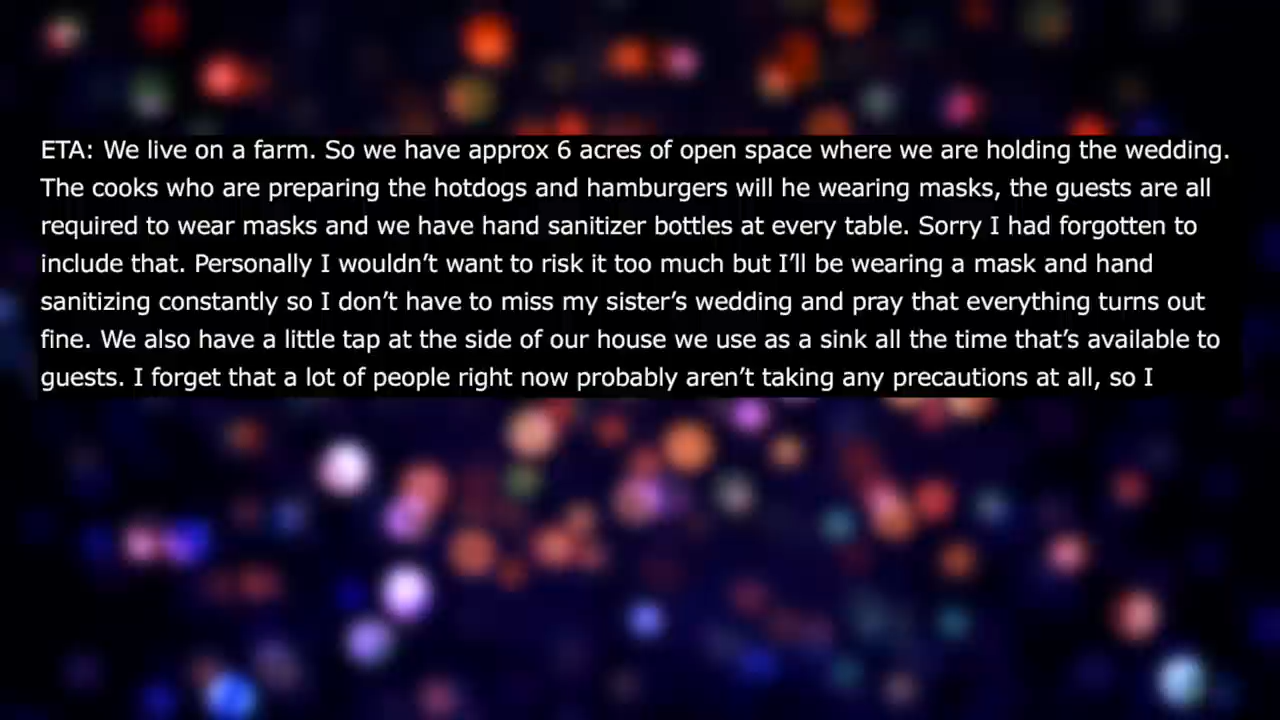 ETA: We live on a farm. So we have approx 6 acres of open space where we are holding the wedding.
The cooks who are preparing the hotdogs and hamburgers will he wearing masks, the guests are all
required to wear masks and we have hand sanitizer bottles at every table. Sorry I had forgotten to
include that. Personally I wouldn’t want to risk it too much but I’ll be wearing a mask and hand
sanitizing constantly so I don’t have to miss my sister’s wedding and pray that everything turns out
fine. We also have a little tap at the side of our house we use as a sink all the time that’s available to
guests. I forget that a lot of people right now probably aren’t taking any precautions at all, so I